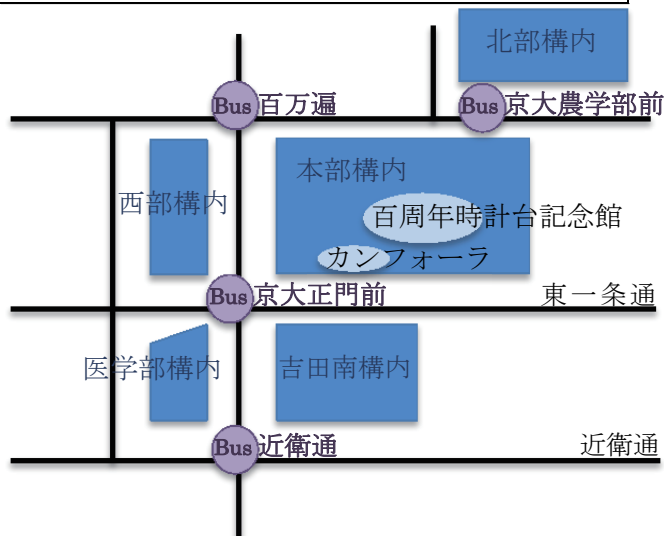 北部構内
Bus 百万遍
Bus 京大農学部前
本部構内
西部構内
百周年時計台記念館
カンフォーラ
Bus 京大正門前
東一条通
医学部構内
吉田南構内
Bus 近衛通
近衛通